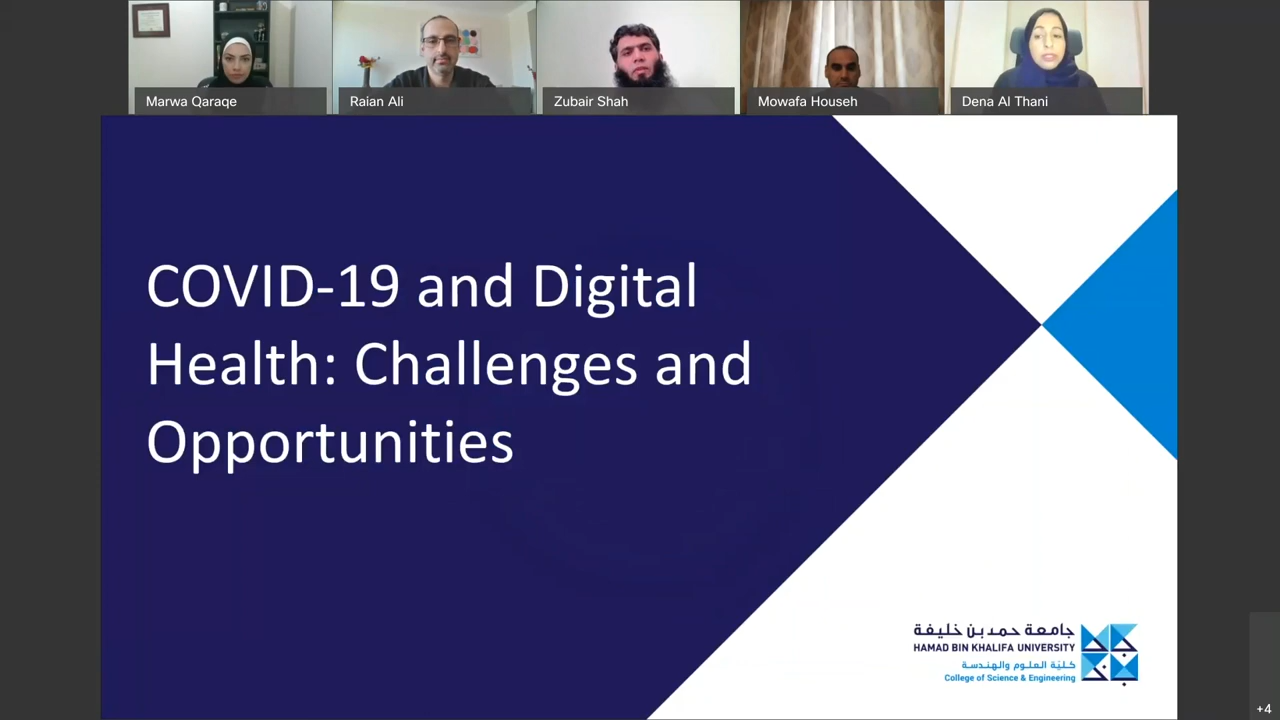 Marwa Qaraqe
Raian Ali
Zubair Shah
Mowafa Househ
Dena Al Thani
COVID-19 and Digital
Health: Challenges and
Opportunities
جامعة حمد بن خليفة
HAMAD BIN KHALIFA UNIVERSITY
كلية العلوم والهندسة
College of Science & Engineering
+4